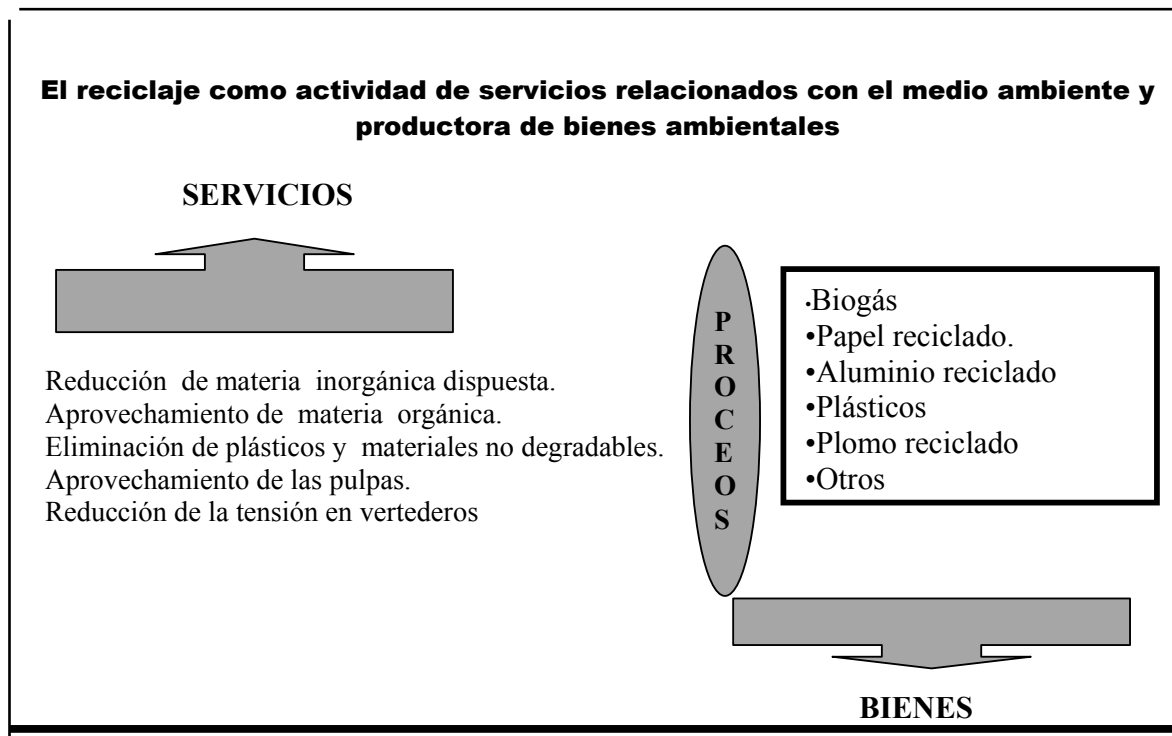 El reciclaje como actividad de servicios relacionados con el medio ambiente y
productora de bienes ambientales
SERVICIOS
Reducción de materia inorgánica dispuesta.
Aprovechamiento de materia orgánica.
Eliminación de plásticos y materiales no degradables.
Aprovechamiento de las pulpas.
Reducción de la tensión en vertederos
P
R
O
C
E
O
S
•Biogás
•Papel reciclado.
•Aluminio reciclado
•Plásticos
•Plomo reciclado
•Otros
BIENES